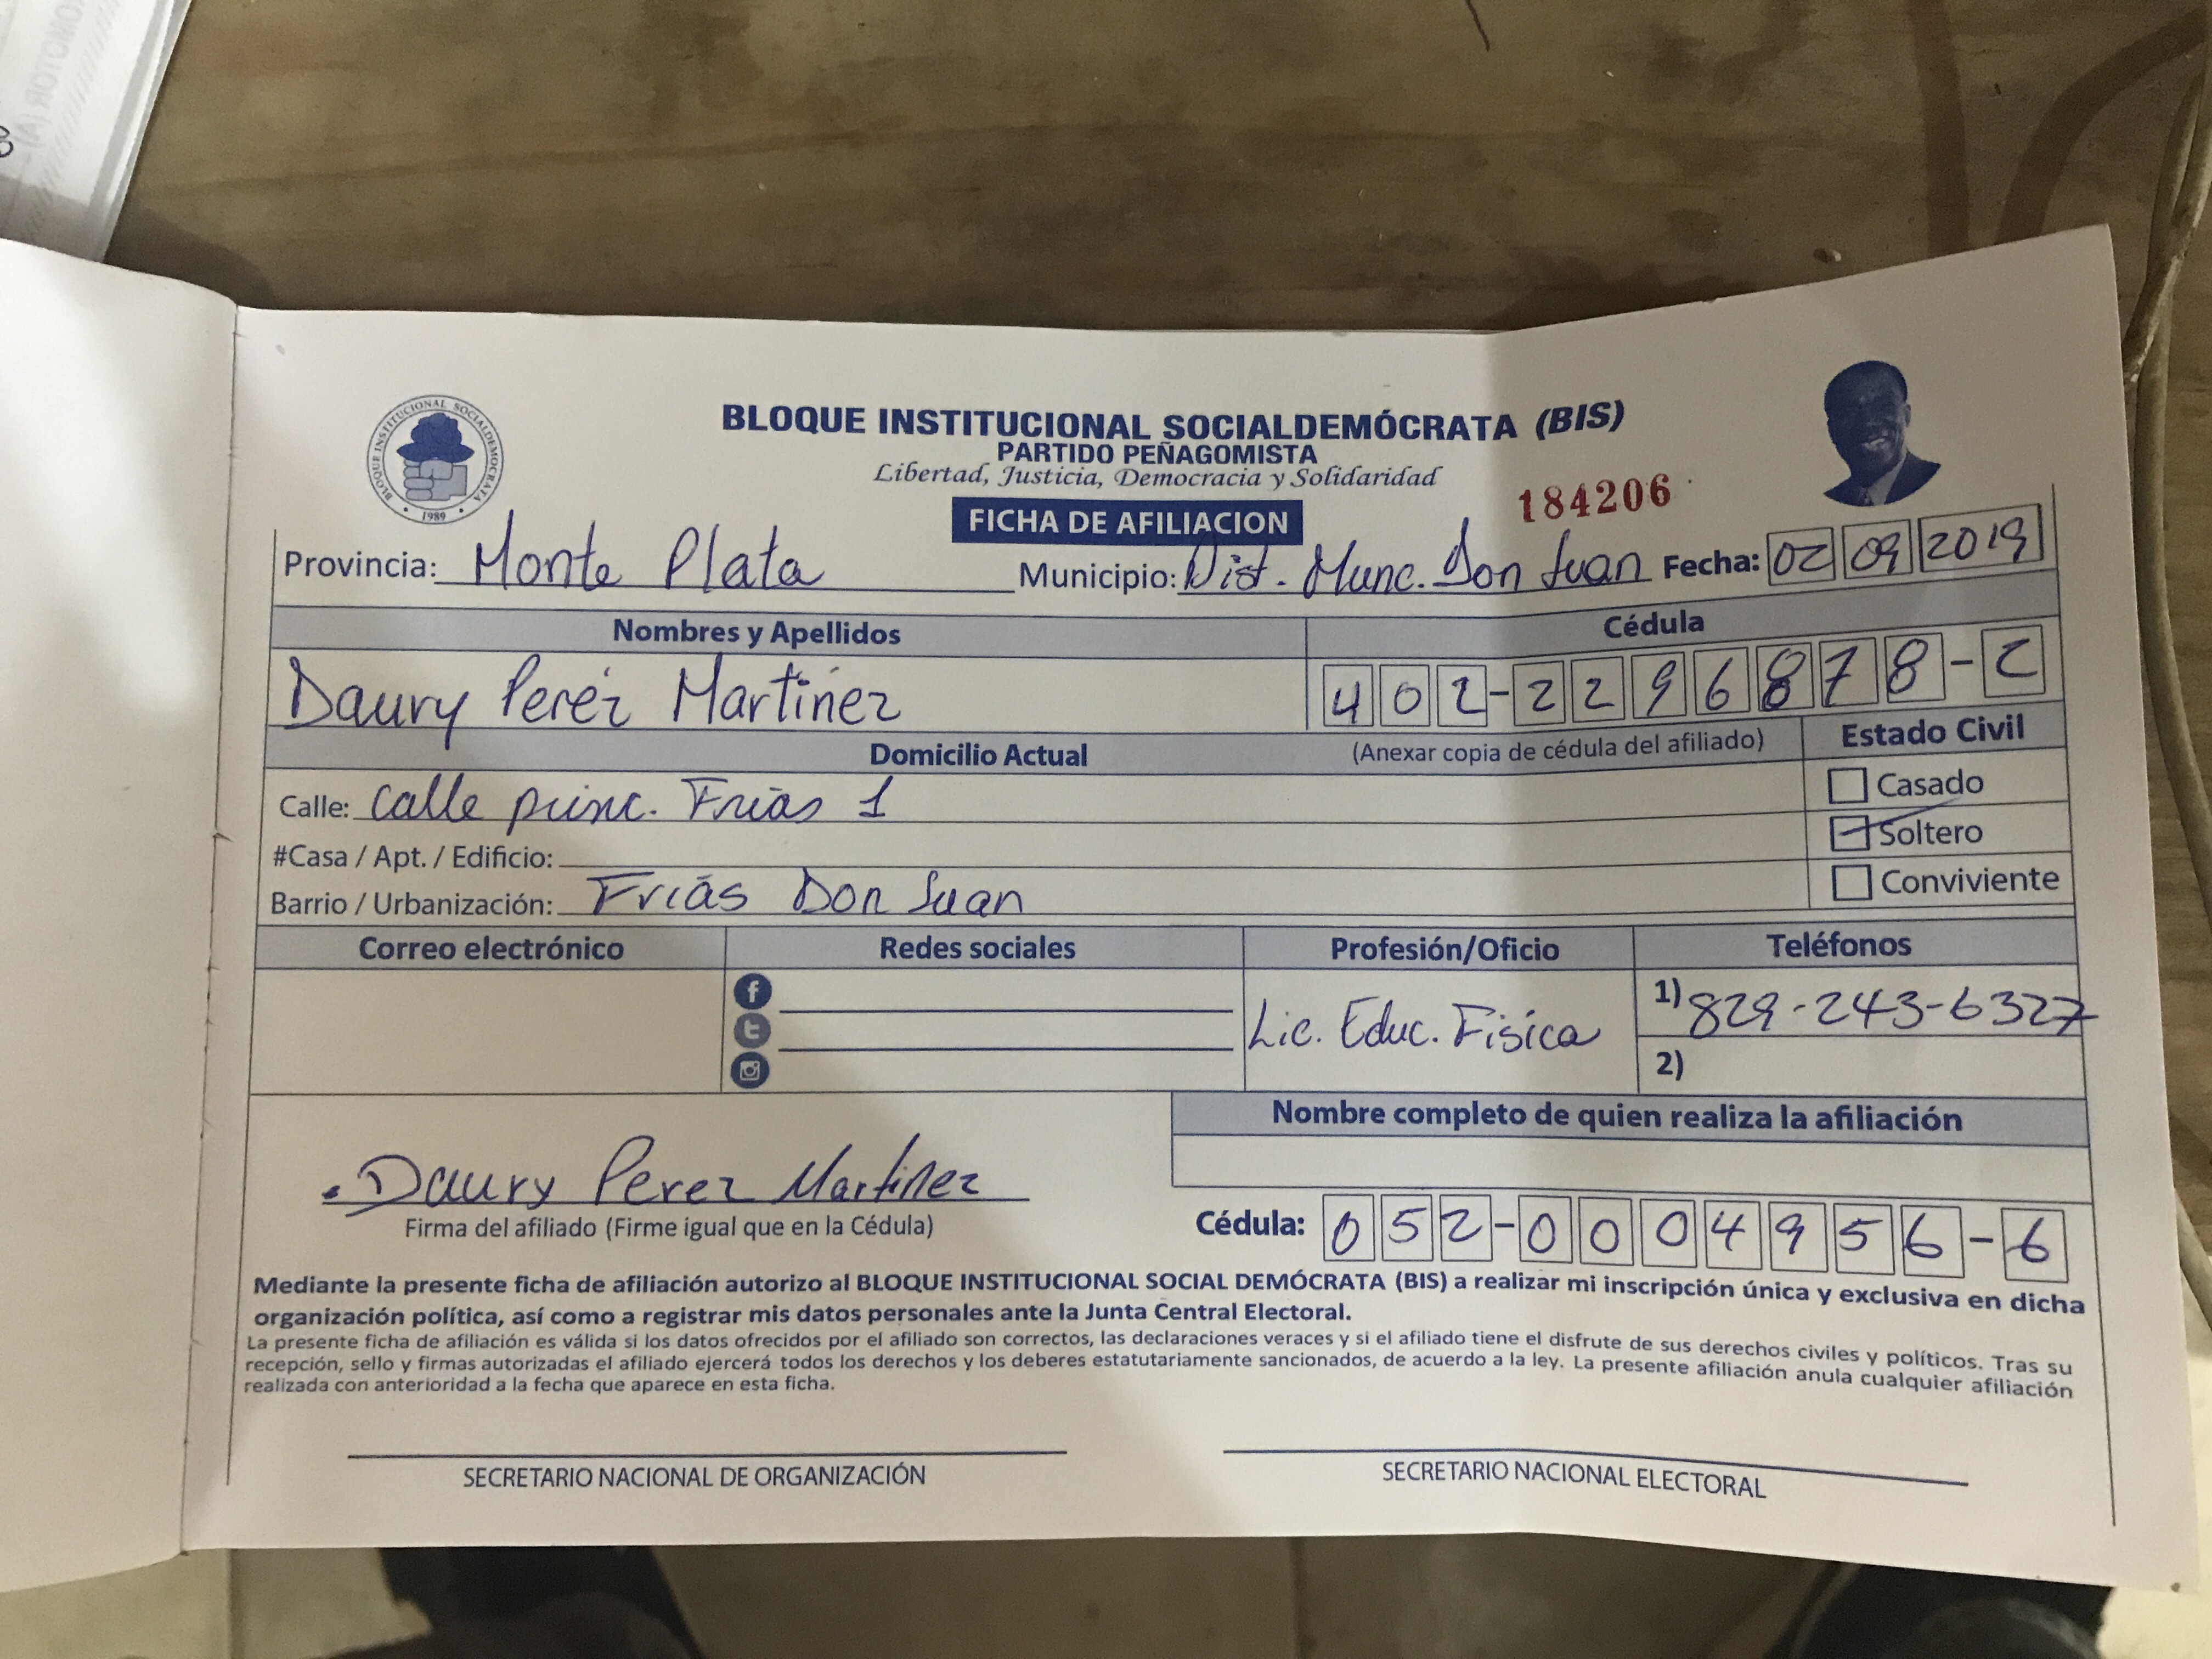 BLOQUE INSTITUCIONAL SOCIALDEMÓCRATA (BIS)
PARTIDO PEÑAGOMISTA
Libertad, Justicia, Democracia y Solidaridad
BLOQUE INSTITUCIONAL SOCIALDEMOCRATA
1989
184206
FICHA DE AFILIACION
Provincia: Monte Plata Municipio: Dist. Munc. Don Juan Fecha: 02 09 2019
Nombres y Apellidos Cédula
Daury Peréz Martinez 402-2296878-2
Domicilio Actual (Anexar copia de cédula del afiliado) Estado Civil
Calle: Calle princ. Frias 1 Casado
#Casa / Apt. / Edificio: Soltero
Barrio / Urbanización: Frias Don Juan Conviviente
Correo electrónico Redes sociales Profesión/Oficio Teléfonos
Lic. Educ. Fisica 1) 829-243-6327
2)
Nombre completo de quien realiza la afiliación
Daury Perez Martinez
Firma del afiliado (Firme igual que en la Cédula) Cédula: 052-0004956-6
Mediante la presente ficha de afiliación autorizo al BLOQUE INSTITUCIONAL SOCIAL DEMÓCRATA (BIS) a realizar mi inscripción única y exclusiva en dicha
organización política, así como a registrar mis datos personales ante la Junta Central Electoral.
La presente ficha de afiliación es válida si los datos ofrecidos por el afiliado son correctos, las declaraciones veraces y si el afiliado tiene el disfrute de sus derechos civiles y políticos. Tras su
recepción, sello y firmas autorizadas el afiliado ejercerá todos los derechos y los deberes estatutariamente sancionados, de acuerdo a la ley. La presente afiliación anula cualquier afiliación
realizada con anterioridad a la fecha que aparece en esta ficha.
SECRETARIO NACIONAL DE ORGANIZACIÓN SECRETARIO NACIONAL ELECTORAL